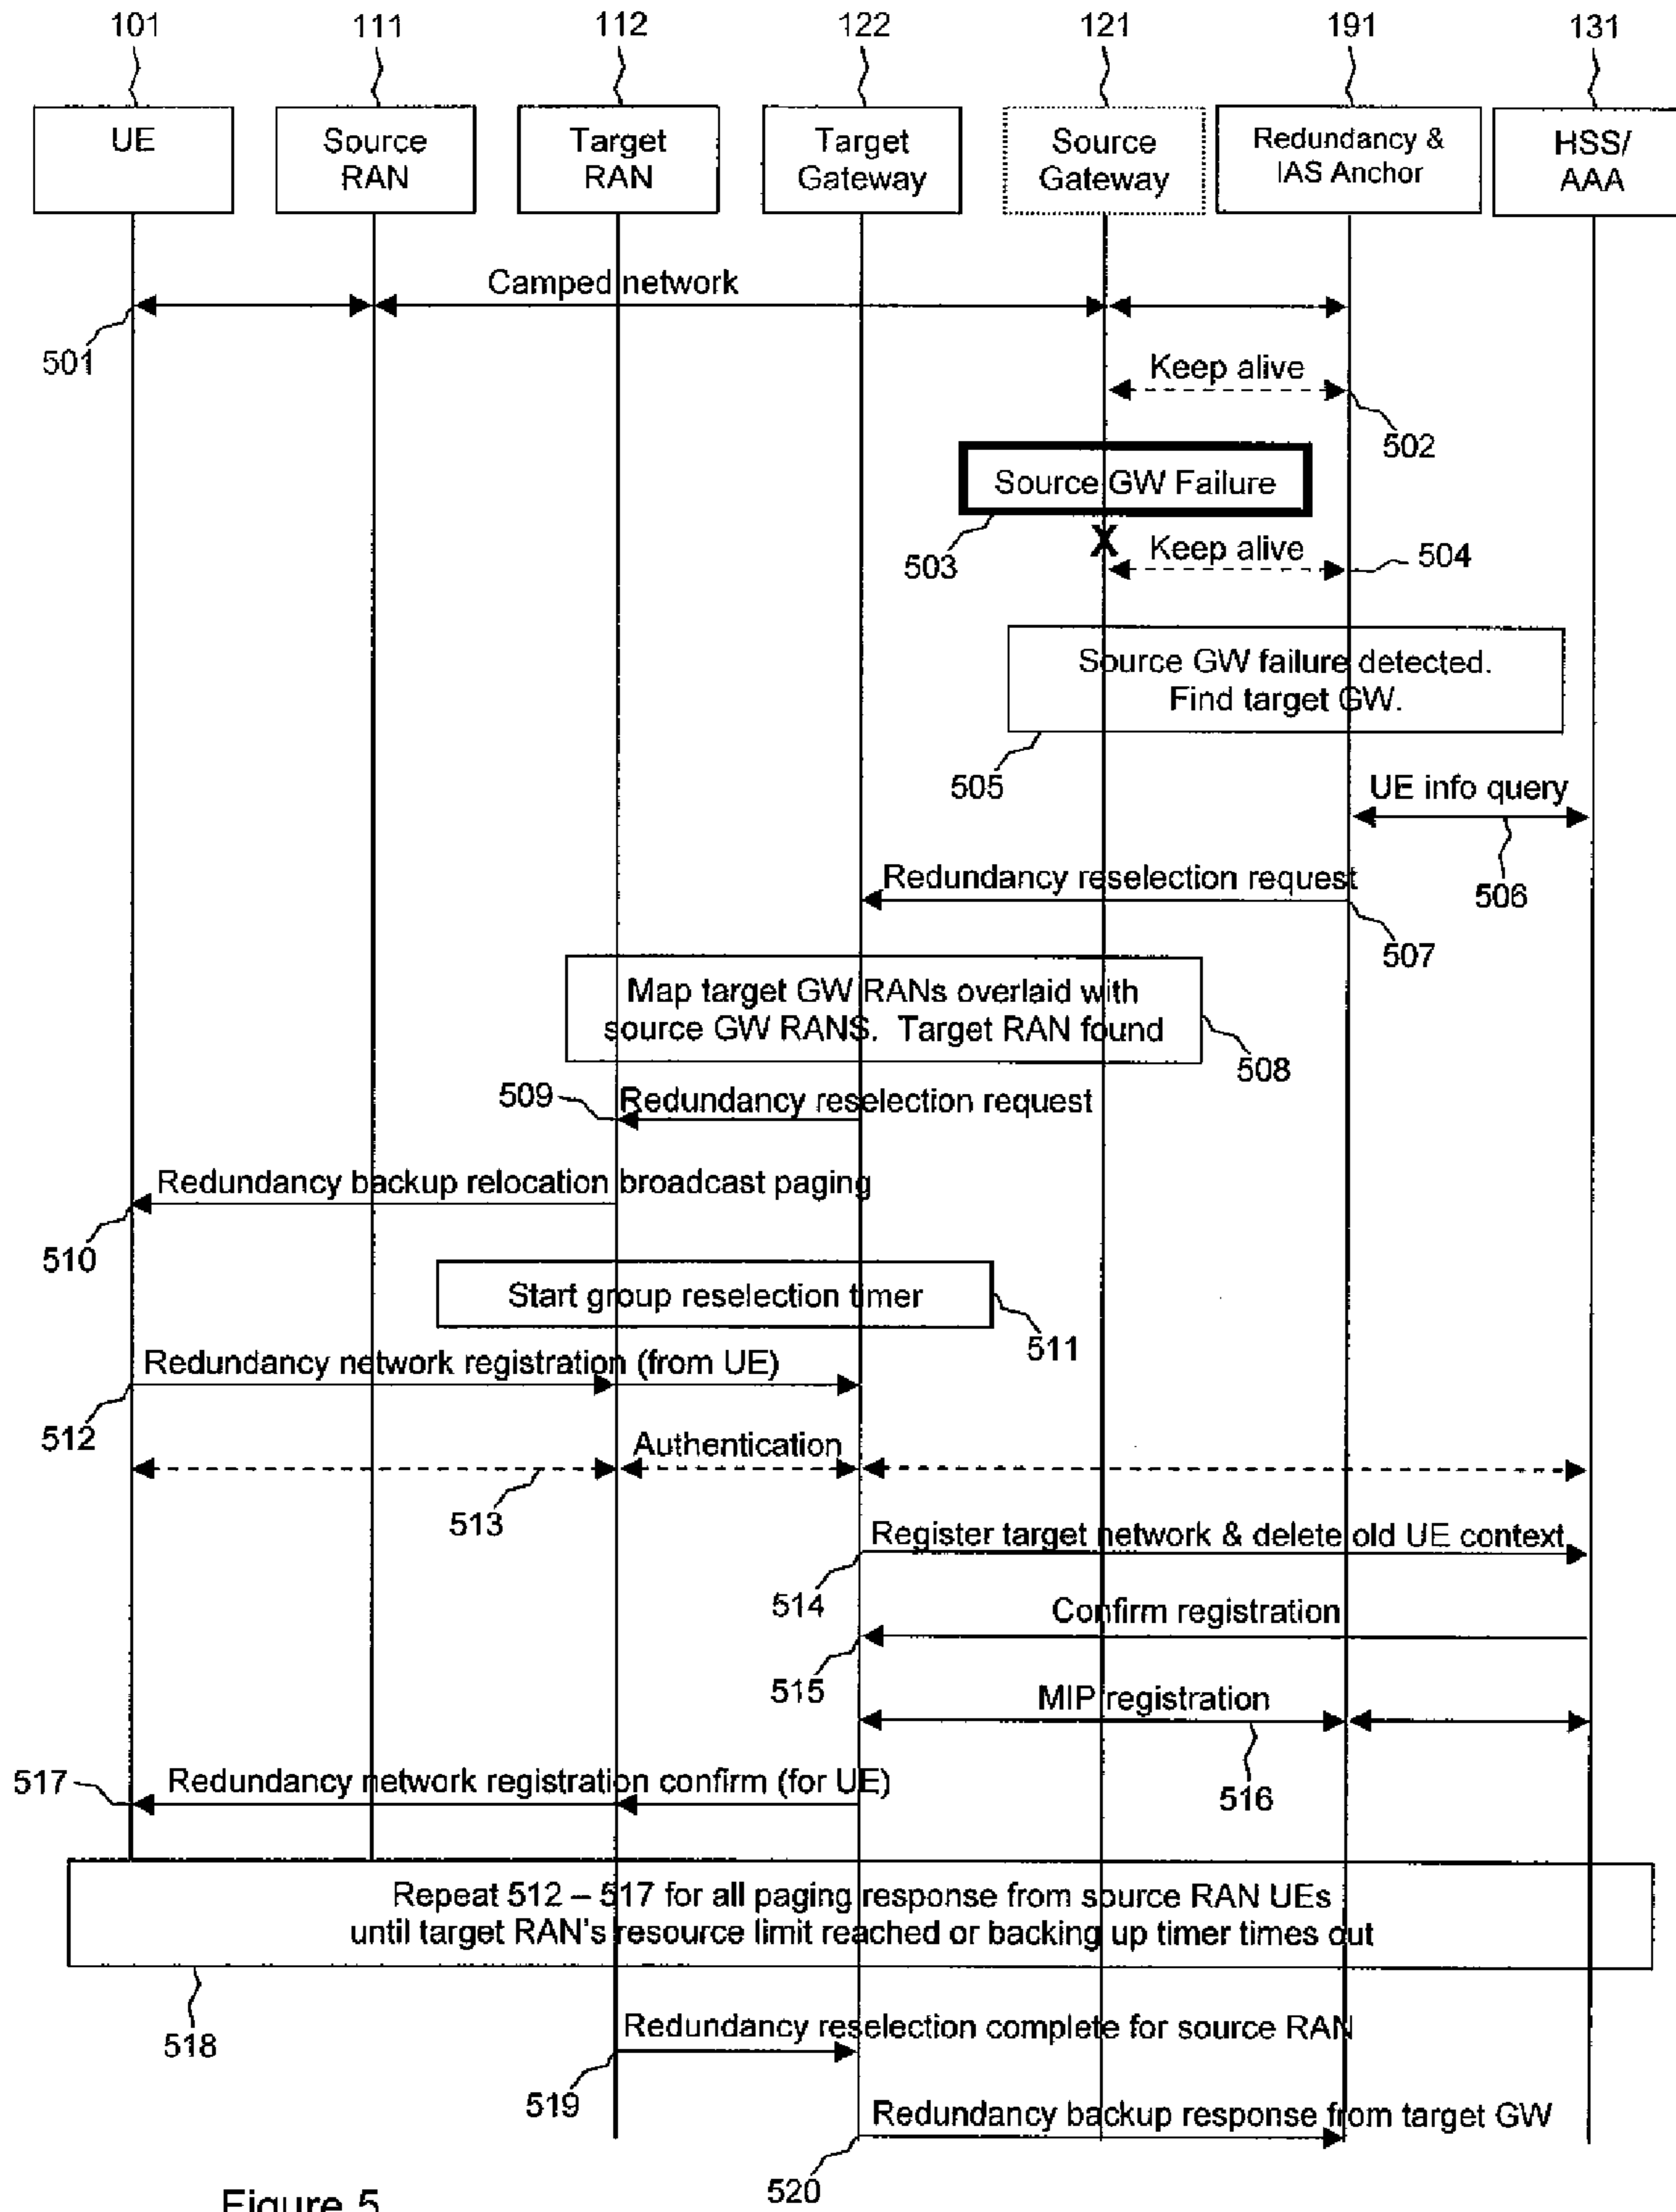 101 111 112 122 121 191 131
UE
Source
RAN
Target
RAN
Target
Gateway
Source
Gateway
Redundancy &
IAS Anchor
HSS/
AAA
Camped network
501
Keep alive
502
Source GW Failure
503
Keep alive
504
Source GW failure detected.
Find target GW.
505
UE info query
506
Redundancy reselection request
507
Map target GW RANs overlaid with
source GW RANS. Target RAN found
508
509
Redundancy reselection request
Redundancy backup relocation broadcast paging
510
Start group reselection timer
511
Redundancy network registration (from UE)
512
Authentication
513
Register target network & delete old UE context
514
Confirm registration
515
MIP registration
516
517
Redundancy network registration confirm (for UE)
Repeat 512 – 517 for all paging response from source RAN UEs
until target RAN's resource limit reached or backing up timer times out
518
Redundancy reselection complete for source RAN
519
Redundancy backup response from target GW
520
Figure 5